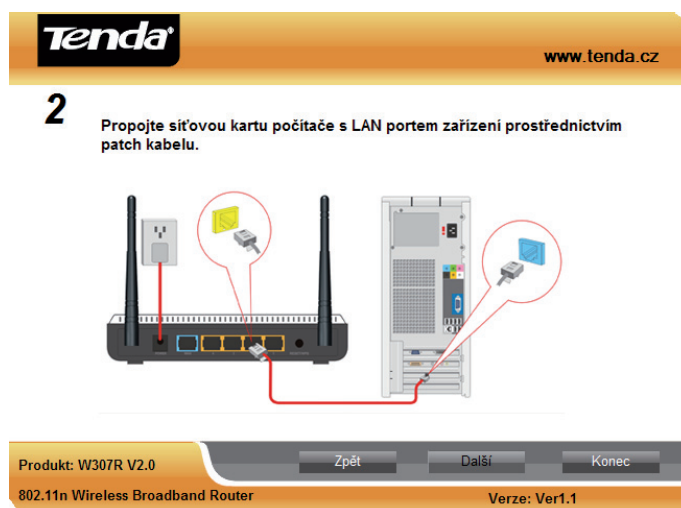 Tenda
www.tenda.cz
2
Propojte síťovou kartu počítače s LAN portem zařízení prostřednictvím
patch kabelu.
Produkt: W307R V2.0
Zpět
Další
Konec
802.11n Wireless Broadband Router
Verze: Ver1.1